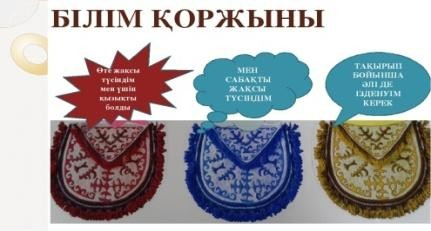 БІЛІМ ҚОРЖЫНЫ
Өте жақсы
түсіндім
мен үшін
қызықты
болды
МЕН
САБАҚТЫ
ЖАҚСЫ
ТҮСІНДІМ
ТАҚЫРЫП
БОЙЫНША
ӘЛІ ДЕ
ІЗДЕНУІМ
КЕРЕК